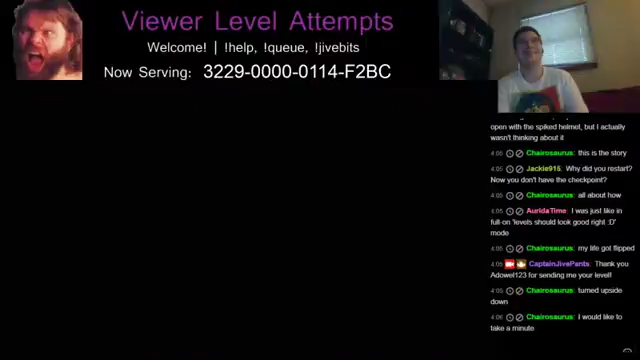 Viewer Level Attempts
Welcome! | !help, !queue, !jivebits
Now Serving: 3229-0000-0114-F2BC
open with the spiked helmet, but I actually
wasn't thinking about it
4:05 Chairosaurus: this is the story
4:05 Jackie915: Why did you restart?
Now you don't have the checkpoint?
4:05 Chairosaurus: all about how
4:05 AuridaTime: I was just like in
full-on 'levels should look good right :D'
mode
4:05 Chairosaurus: my life got flipped
4:05 CaptainJivePants: Thank you
Adowel123 for sending me your level!
4:05 Chairosaurus: turned upside
down
4:06 Chairosaurus: I would like to
take a minute